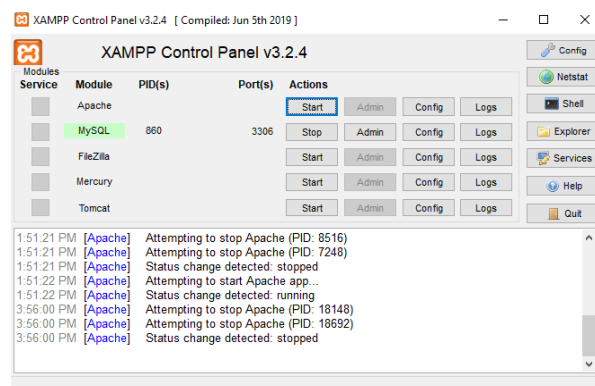 XAMPP Control Panel v3.2.4 [ Compiled: Jun 5th 2019 ]
XAMPP Control Panel v3.2.4
Config
Modules
Service Module PID(s) Port(s) Actions
Netstat
Apache Start Admin Config Logs
Shell
MySQL 860 3306 Stop Admin Config Logs
Explorer
FileZilla Start Admin Config Logs
Services
Mercury Start Admin Config Logs
Help
Tomcat Start Admin Config Logs
Quit
1:51:21 PM [Apache] Attempting to stop Apache (PID: 8516)
1:51:21 PM [Apache] Attempting to stop Apache (PID: 7248)
1:51:21 PM [Apache] Status change detected: stopped
1:51:22 PM [Apache] Attempting to start Apache app...
1:51:22 PM [Apache] Status change detected: running
3:56:00 PM [Apache] Attempting to stop Apache (PID: 18148)
3:56:00 PM [Apache] Attempting to stop Apache (PID: 18692)
3:56:00 PM [Apache] Status change detected: stopped